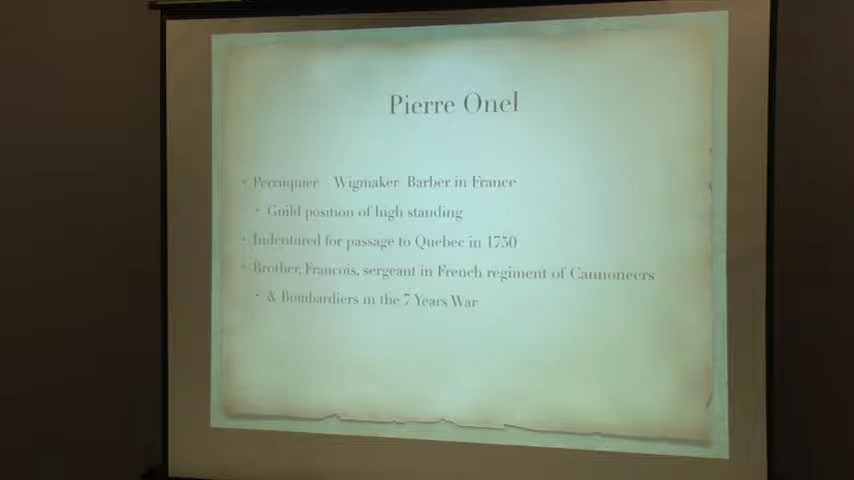 Pierre Onel
• Perruquier Wigmaker Barber in France
• Guild position of high standing
• Indentured for passage to Quebec in 1750
• Brother, Francois, sergeant in French regiment of Cannoneers
• & Bombardiers in the 7 Years War